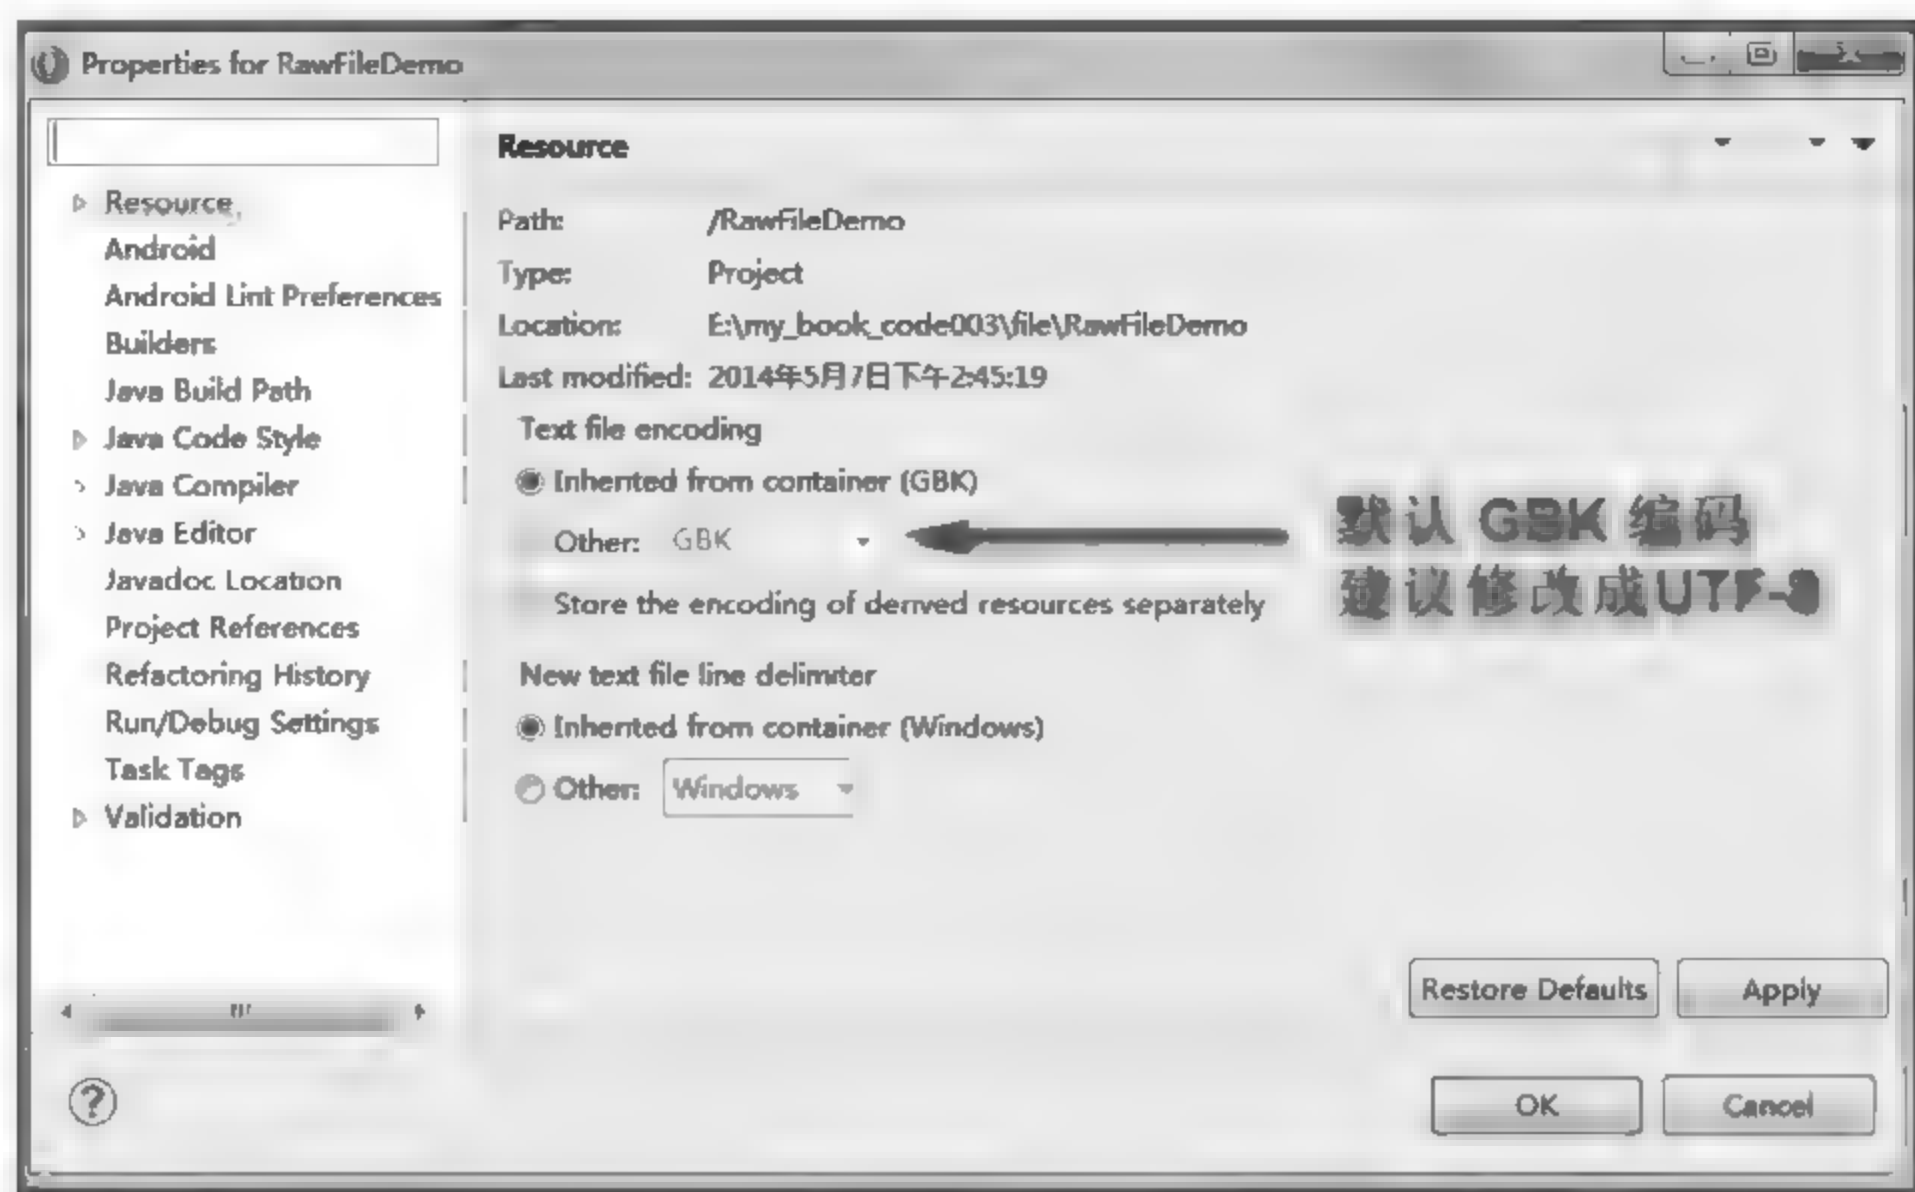 Properties for RawFileDemo
Resource
Android
Android Lint Preferences
Builders
Java Build Path
Java Code Style
Java Compiler
Java Editor
Javadoc Location
Project References
Refactoring History
Run/Debug Settings
Task Tags
Validation
Resource
Path: /RawFileDemo
Type: Project
Location: E:\my_book_code003\file\RawFileDemo
Last modified: 2014年5月7日下午2:45:19
Text file encoding
Inherited from container (GBK)
Other: GBK
Store the encoding of derived resources separately
New text file line delimiter
Inherited from container (Windows)
Other: Windows
默认 GBK 编码
建议修改成UTF-8
Restore Defaults
Apply
OK
Cancel